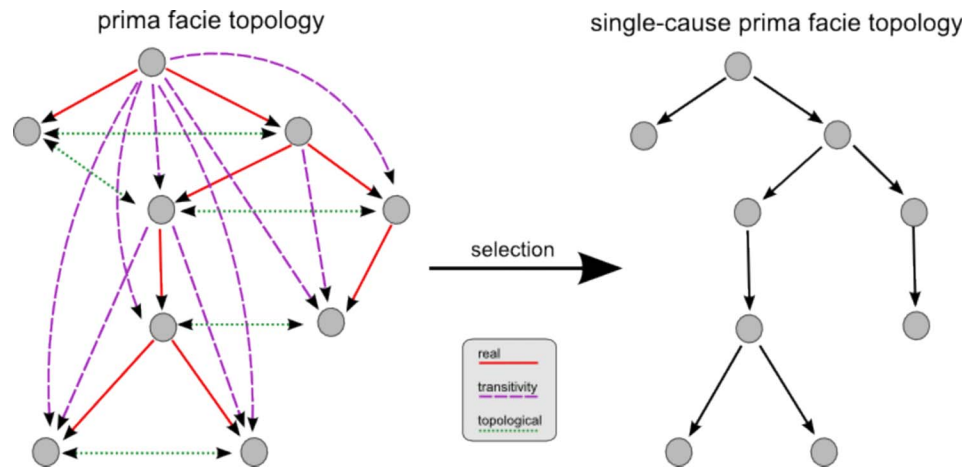 prima facie topology
single-cause prima facie topology
selection
real
transitivity
topological